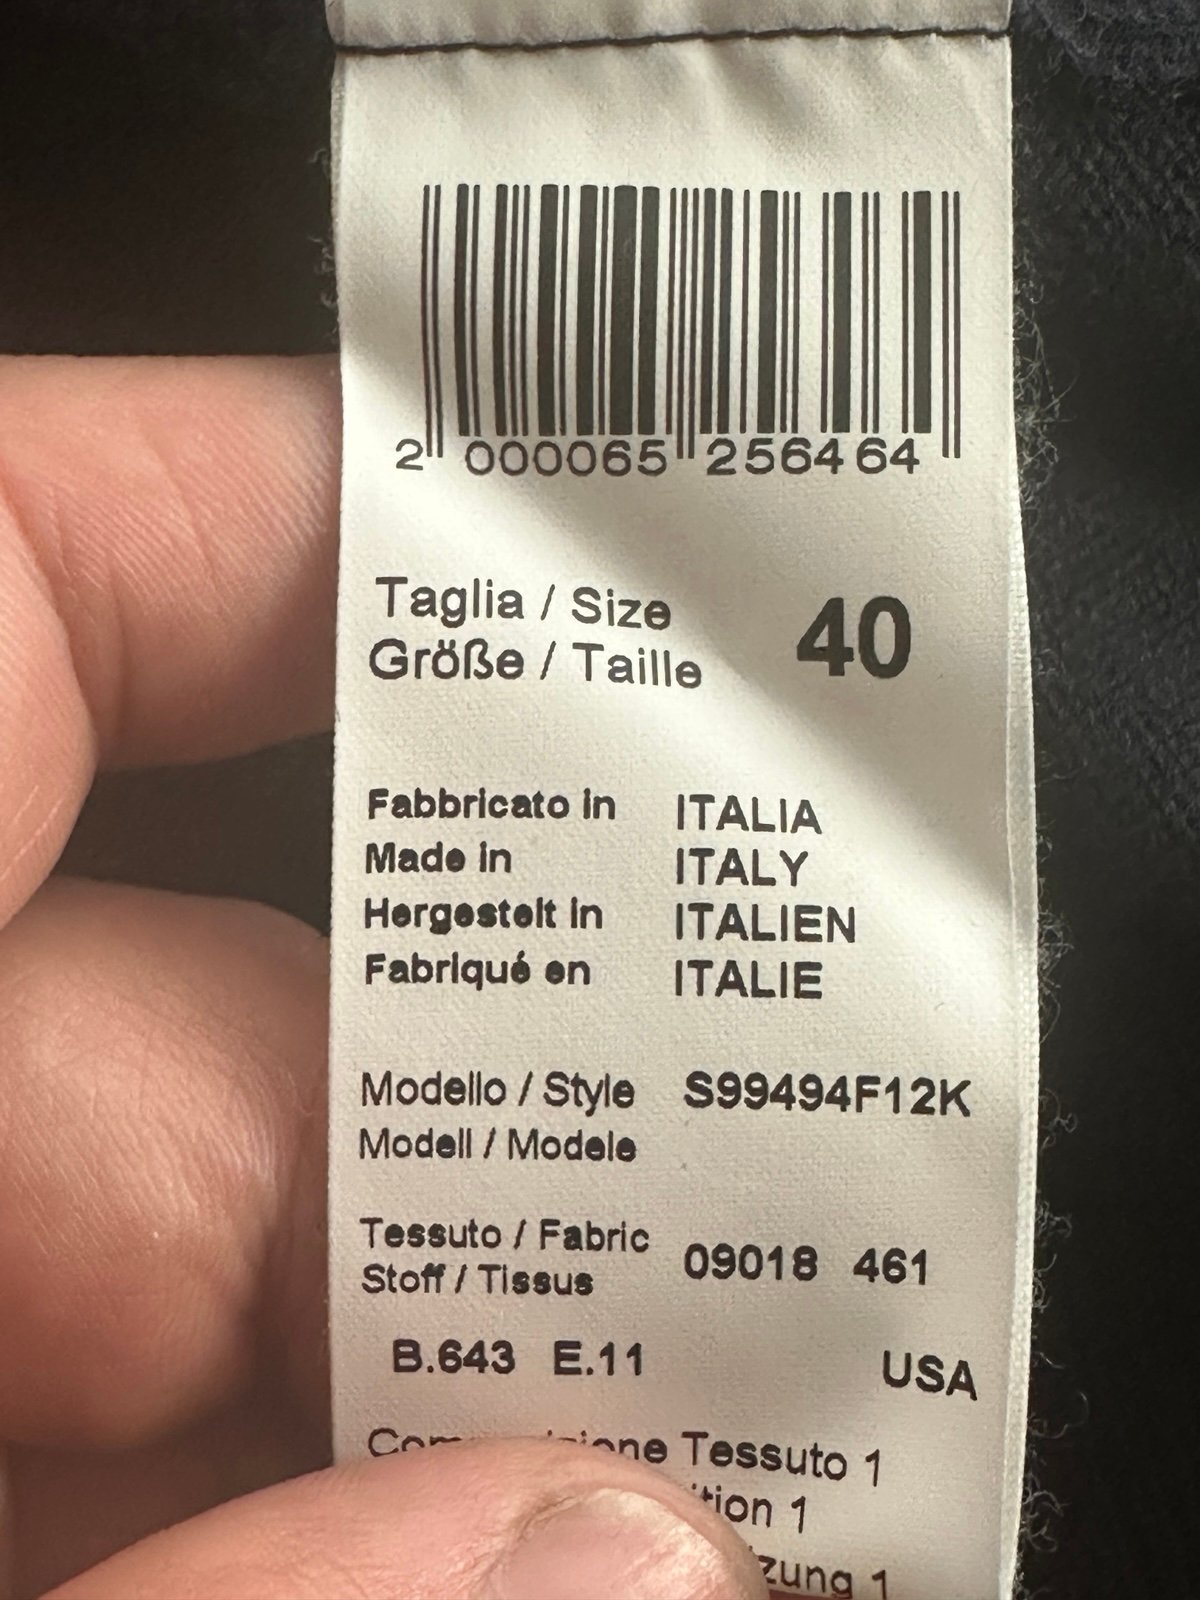 2 000065 256464
Taglia / Size
Größe / Taille
40
Fabbricato in ITALIA
Made in ITALY
Hergestelt in ITALIEN
Fabriqué en ITALIE
Modello / Style S99494F12K
Modell / Modele
Tessuto / Fabric
Stoff / Tissus
09018 461
B.643 E.11 USA
Tessuto 1
1
1